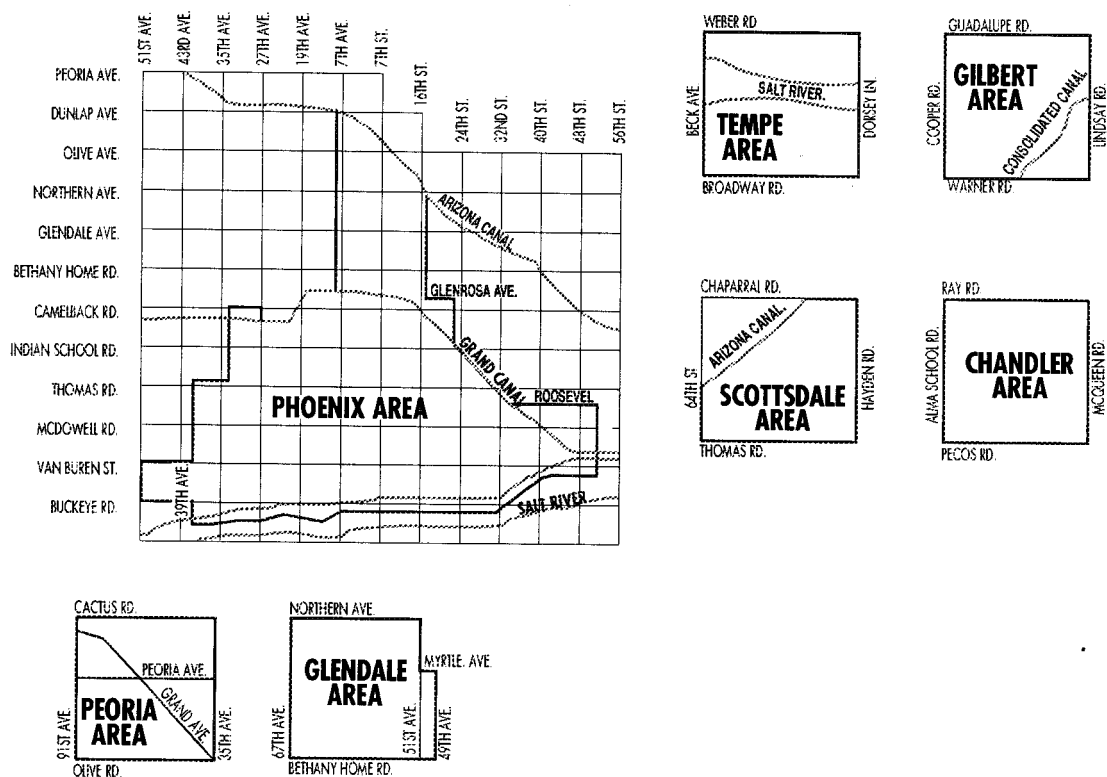 51ST AVE.
43RD AVE.
35TH AVE.
27TH AVE.
19TH AVE.
7TH AVE.
7TH ST.
16TH ST.
24TH ST.
32ND ST.
40TH ST.
48TH ST.
56TH ST.
PEORIA AVE.
DUNLAP AVE.
OLIVE AVE.
NORTHERN AVE.
GLENDALE AVE.
BETHANY HOME RD.
CAMELBACK RD.
INDIAN SCHOOL RD.
THOMAS RD.
MCDOWELL RD.
VAN BUREN ST.
BUCKEYE RD.
ARIZONA CANAL
GLENROSA AVE.
GRAND CANAL
ROOSEVEL
PHOENIX AREA
39TH AVE.
SALT RIVER
WEBER RD
BECK AVE
SALT RIVER.
DORSEY LN.
TEMPE
AREA
BROADWAY RD.
GUADALUPE RD.
COOPER RD.
GILBERT
AREA
CONSOLIDATED CANAL
LINDSAY RD.
WARNER RD.
CHAPARRAL RD.
64TH ST.
ARIZONA CANAL.
HAYDEN RD.
SCOTTSDALE
AREA
THOMAS RD.
RAY RD.
ALMA SCHOOL RD.
CHANDLER
AREA
MCQUEEN RD.
PECOS RD.
CACTUS RD.
PEORIA AVE.
91ST AVE.
PEORIA
AREA
GRAND AVE.
35TH AVE.
OLIVE RD.
NORTHERN AVE.
GLENDALE
AREA
MYRTLE. AVE.
67TH AVE.
51ST AVE.
49TH AVE.
BETHANY HOME RD.